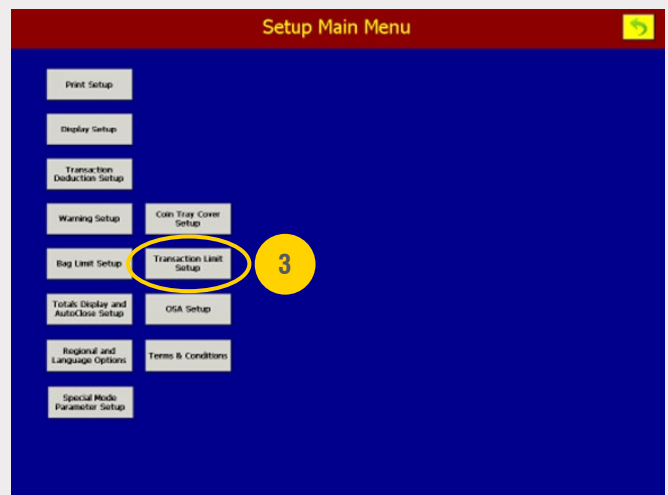 Setup Main Menu
Print Setup
Display Setup
Transaction
Deduction Setup
Warning Setup
Coin Tray Cover
Setup
Bag Limit Setup
Transaction Limit
Setup
3
Totals Display and
AutoClose Setup
OSA Setup
Regional and
Language Options
Terms & Conditions
Special Mode
Parameter Setup